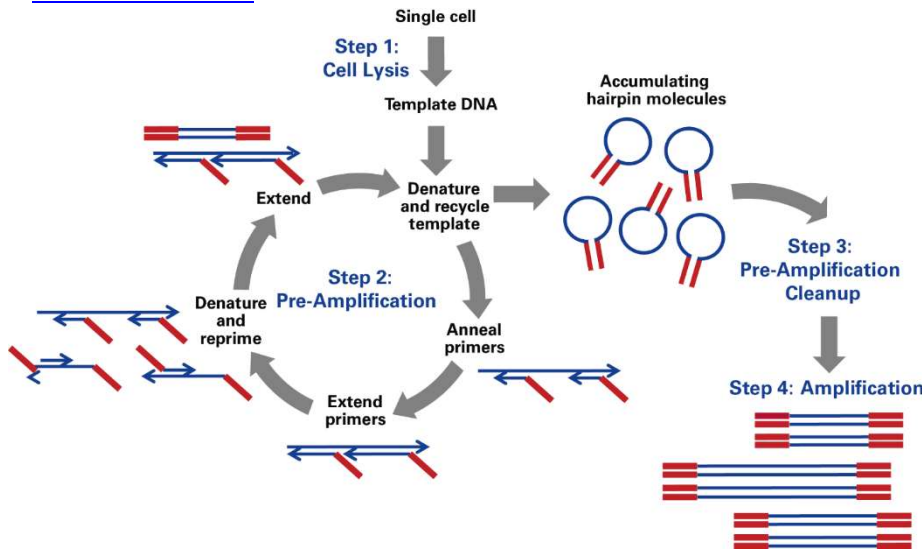 Single cell
Step 1:
Cell Lysis
Template DNA
Accumulating
hairpin molecules
Extend
Denature
and recycle
template
Step 2:
Pre-Amplification
Denature
and
reprime
Anneal
primers
Extend
primers
Step 3:
Pre-Amplification
Cleanup
Step 4: Amplification